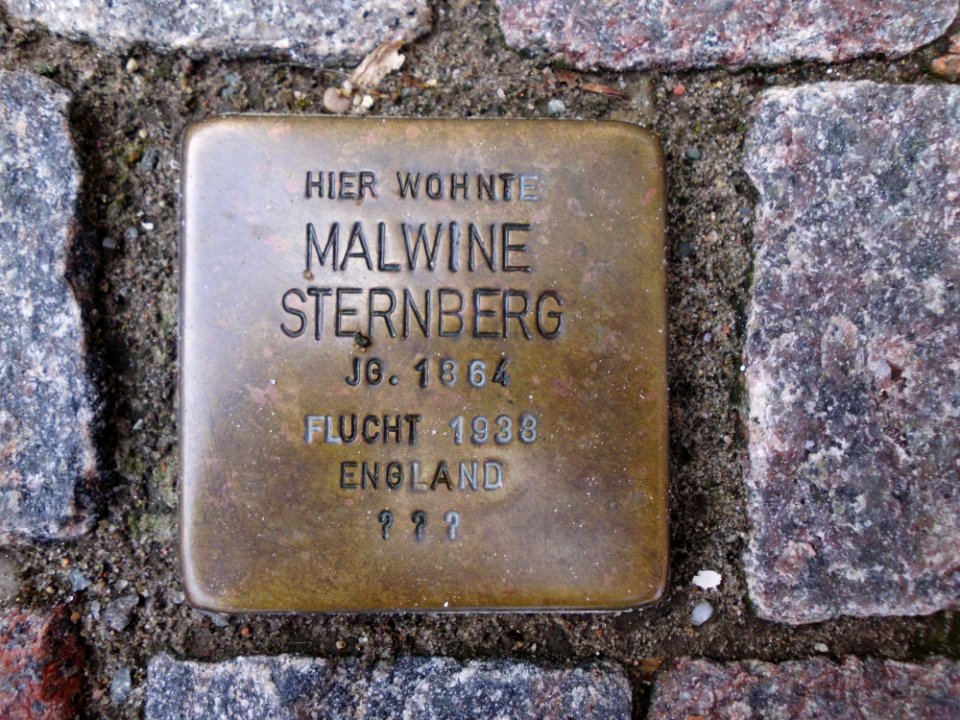 HIER WOHNTE
MALWINE
STERNBERG
JG. 1864
FLUCHT 1938
ENGLAND
? ? ?